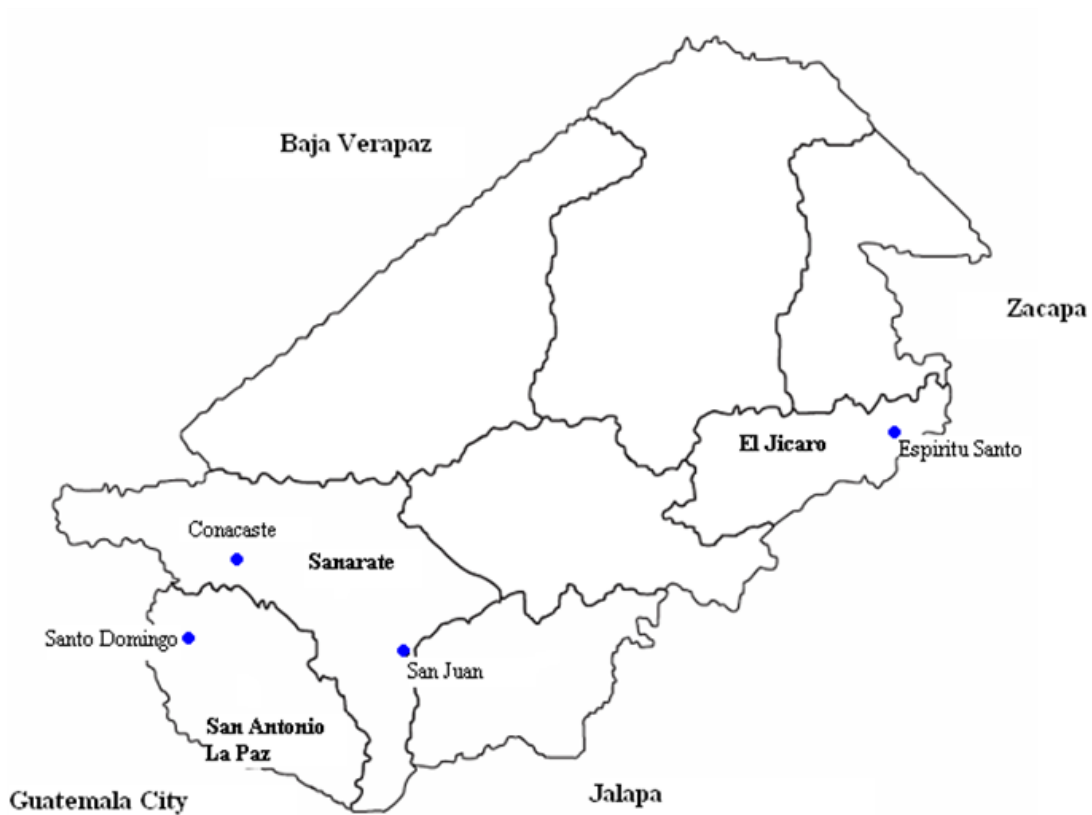 Baja Verapaz
Zacapa
El Jicaro
Espiritu Santo
Conacaste
Sanarate
Santo Domingo
San Juan
San Antonio
La Paz
Guatemala City
Jalapa